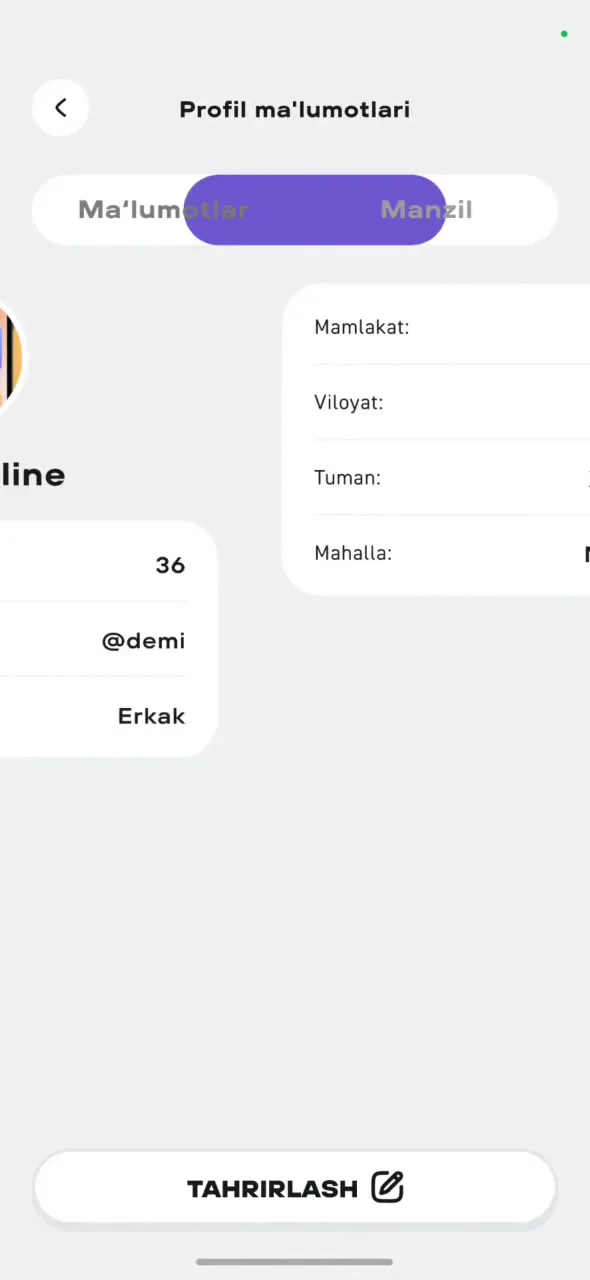 Profil ma'lumotlari
Ma‘lumotlar
Manzil
Mamlakat:
Viloyat:
Tuman:
Mahalla:
line
36
@demi
Erkak
TAHRIRLASH